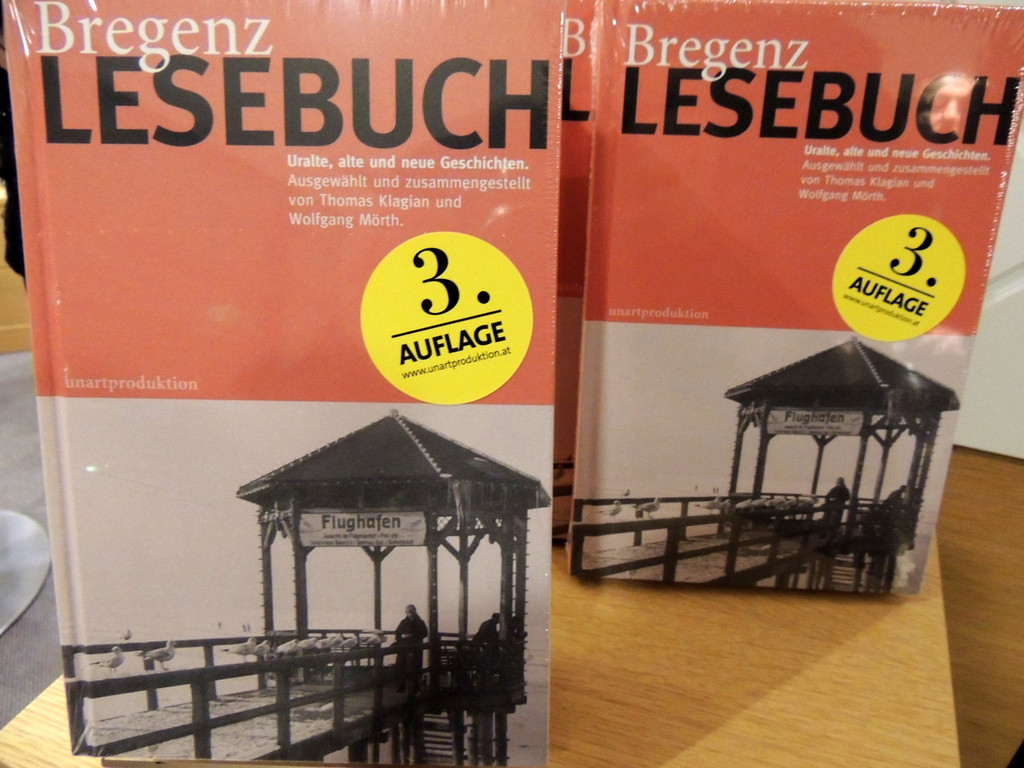 Bregenz
LESEBUCH
Uralte, alte und neue Geschichten.
Ausgewählt und zusammengestellt
von Thomas Klagian und
Wolfgang Mörth.
3.
AUFLAGE
www.unartproduktion.at
unartproduktion
Flughafen
B
L
Bregenz
LESEBUCH
Uralte, alte und neue Geschichten.
Ausgewählt und zusammengestellt
von Thomas Klagian und
Wolfgang Mörth.
3.
AUFLAGE
www.unartproduktion.at
unartproduktion
Flughafen